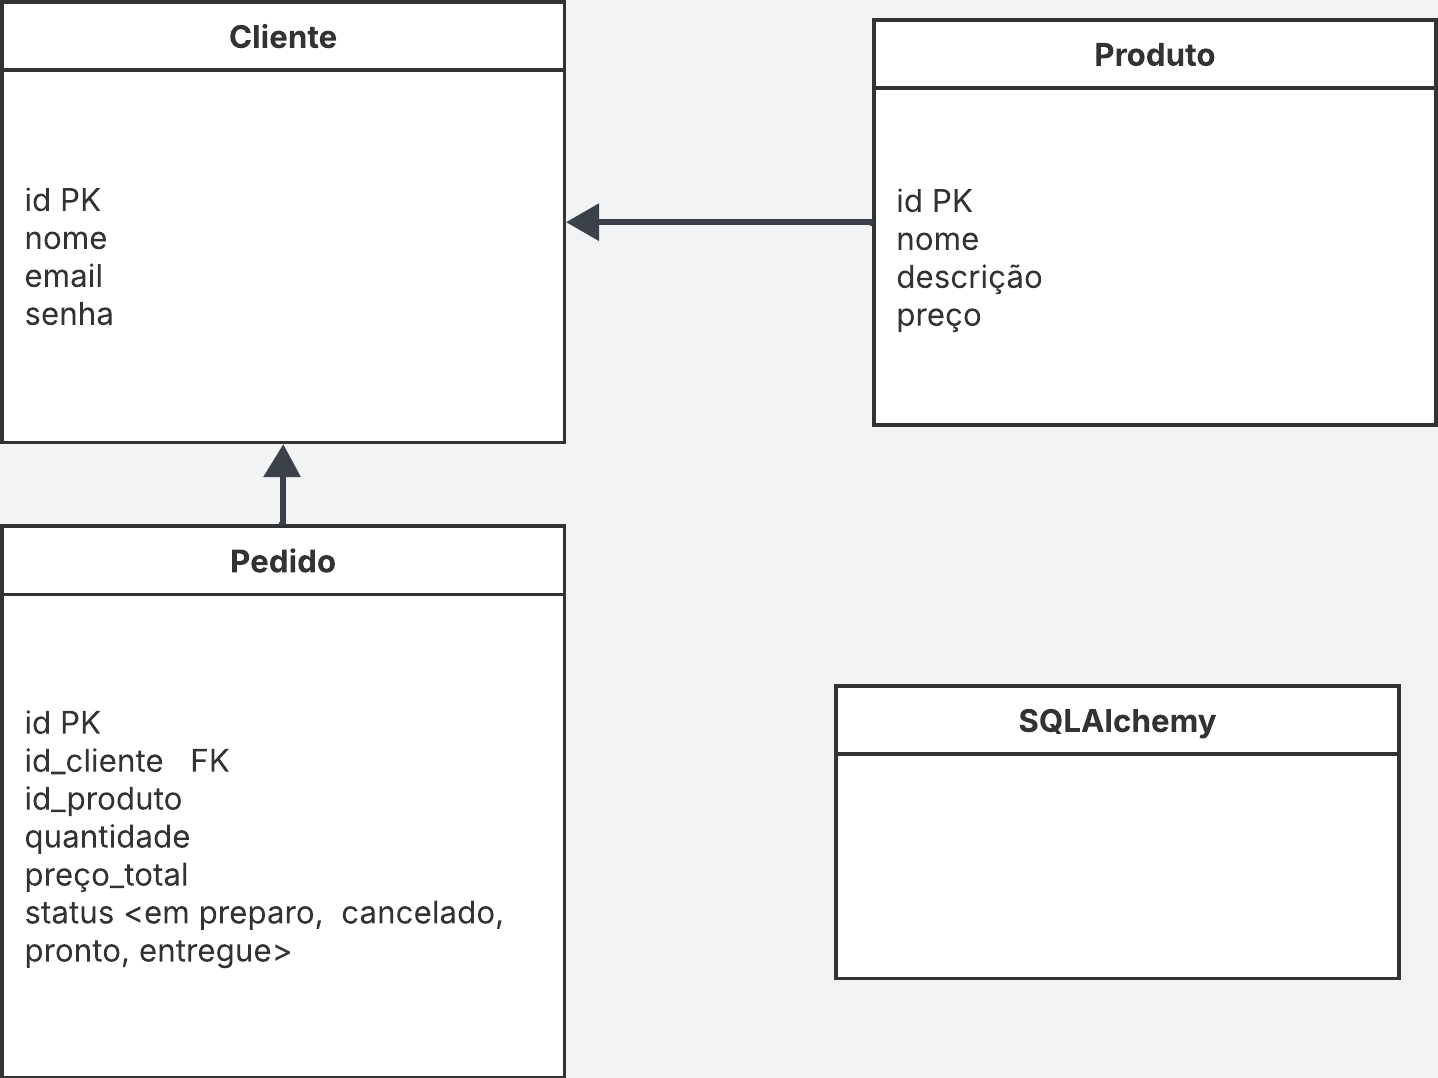 Cliente
id PK
nome
email
senha
Produto
id PK
nome
descrição
preço
Pedido
id PK
id_cliente   FK
id_produto
quantidade
preço_total
status <em preparo,  cancelado,
pronto, entregue>
SQLAlchemy